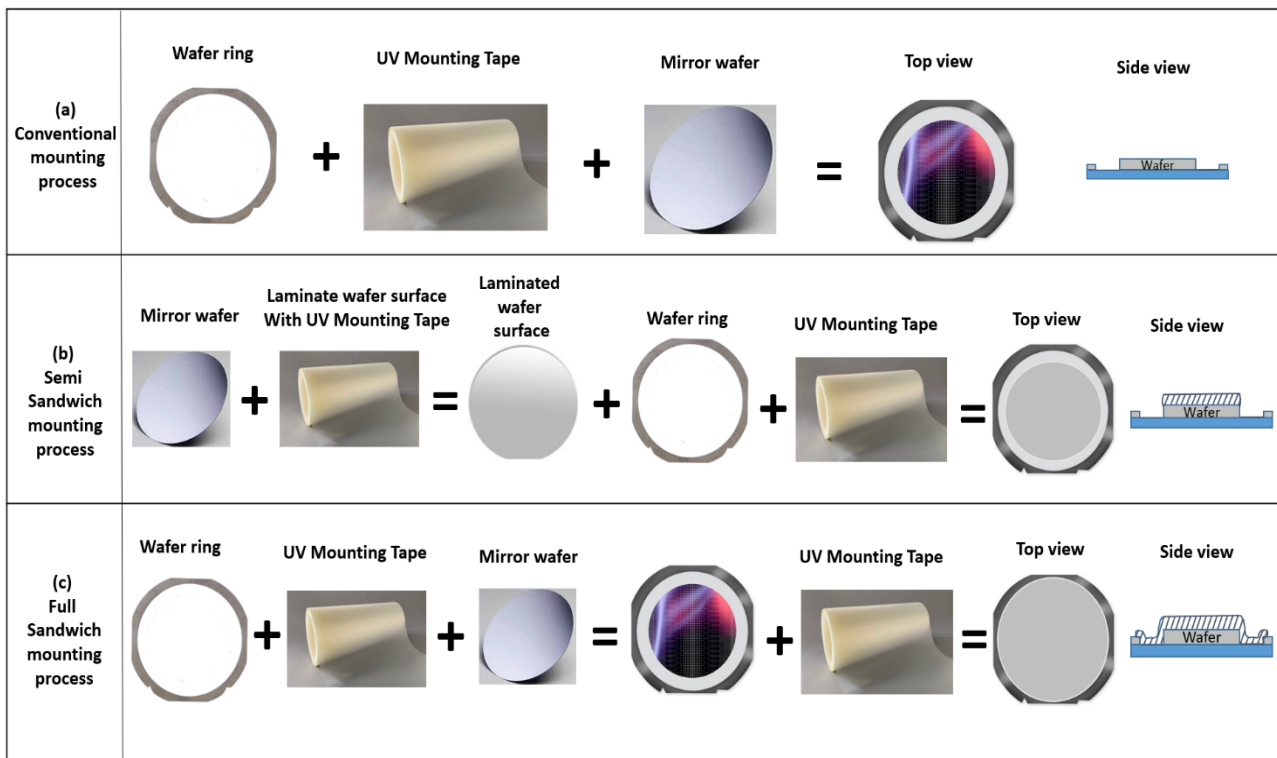 (a)
Conventional
mounting
process
Wafer ring
UV Mounting Tape
Mirror wafer
Top view
Side view
+
+
=
Wafer
(b)
Semi
Sandwich
mounting
process
Mirror wafer
Laminate wafer surface
With UV Mounting Tape
Laminated
wafer
surface
Wafer ring
UV Mounting Tape
Top view
Side view
+
=
+
+
=
Wafer
(c)
Full
Sandwich
mounting
process
Wafer ring
UV Mounting Tape
Mirror wafer
UV Mounting Tape
Top view
Side view
+
+
=
+
=
Wafer